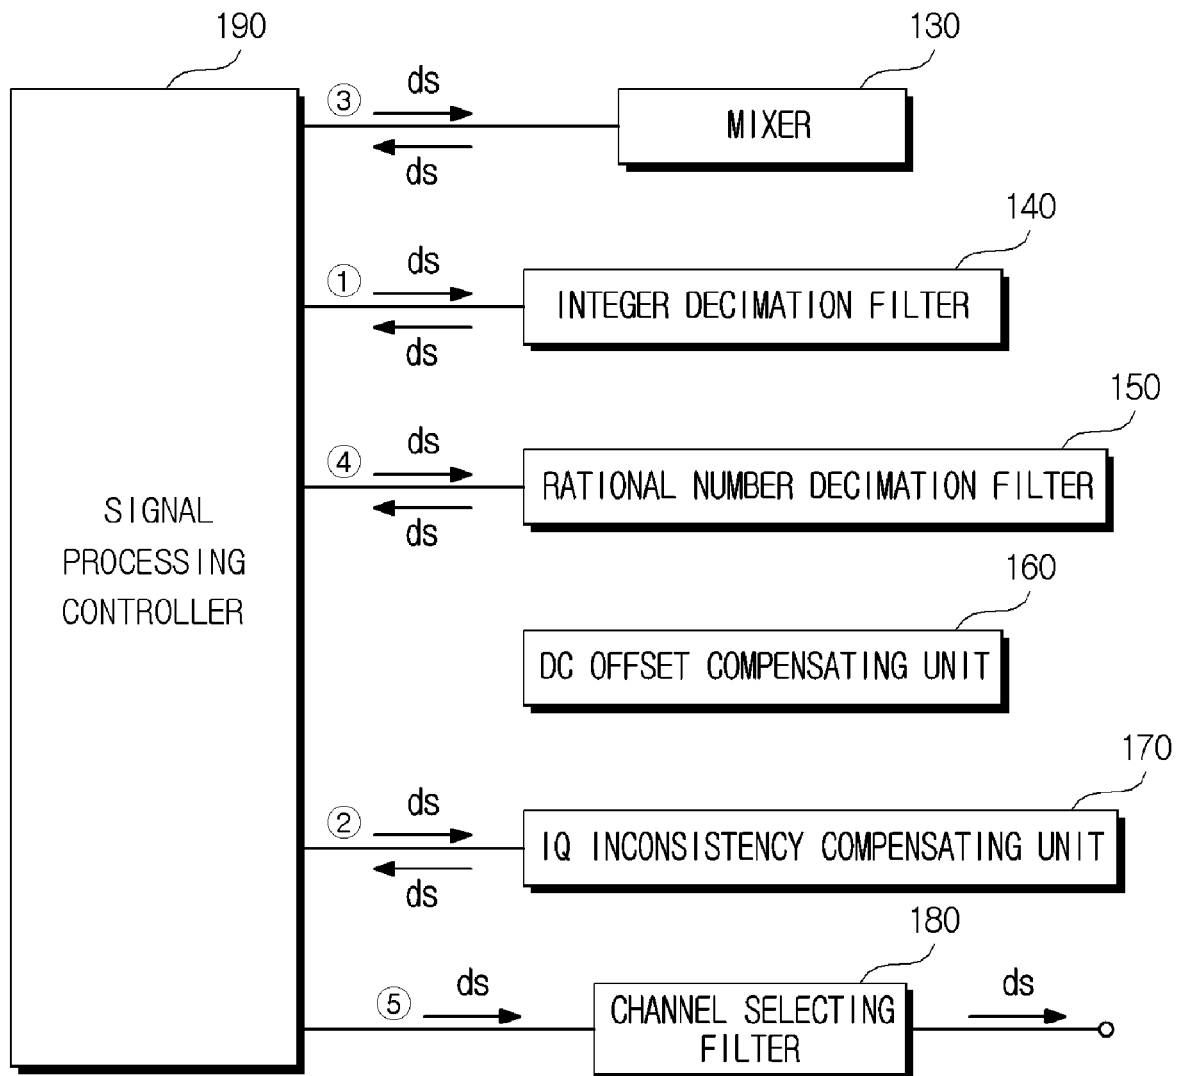 190
130
③ ds
MIXER
ds
140
① ds
INTEGER DECIMATION FILTER
ds
150
④ ds
RATIONAL NUMBER DECIMATION FILTER
ds
SIGNAL
PROCESSING
CONTROLLER
160
DC OFFSET COMPENSATING UNIT
170
② ds
IQ INCONSISTENCY COMPENSATING UNIT
ds
180
⑤ ds
CHANNEL SELECTING
FILTER
ds